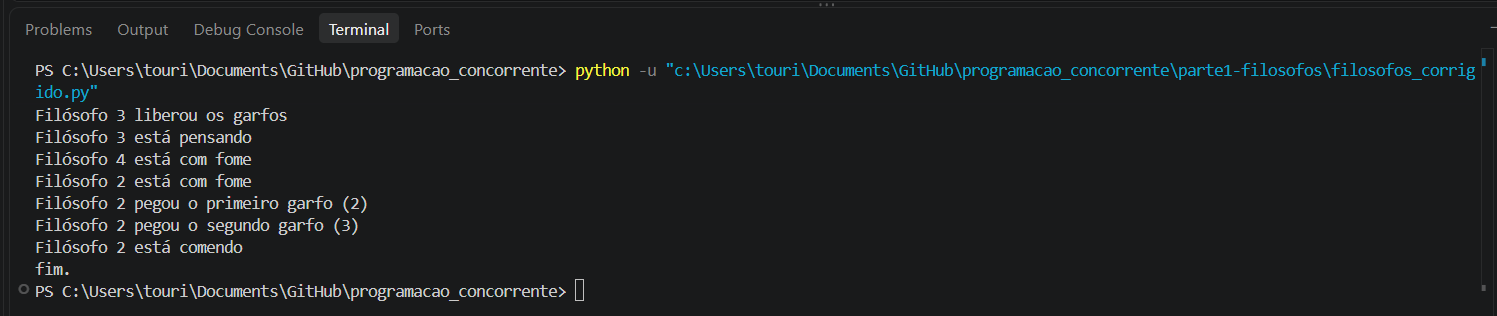 Problems Output Debug Console Terminal Ports
PS C:\Users\touri\Documents\GitHub\programacao_concorrente> python -u "c:\Users\touri\Documents\GitHub\programacao_concorrente\parte1-filosofos\filosofos_corrig
ido.py"
Filósofo 3 liberou os garfos
Filósofo 3 está pensando
Filósofo 4 está com fome
Filósofo 2 está com fome
Filósofo 2 pegou o primeiro garfo (2)
Filósofo 2 pegou o segundo garfo (3)
Filósofo 2 está comendo
fim.
PS C:\Users\touri\Documents\GitHub\programacao_concorrente>